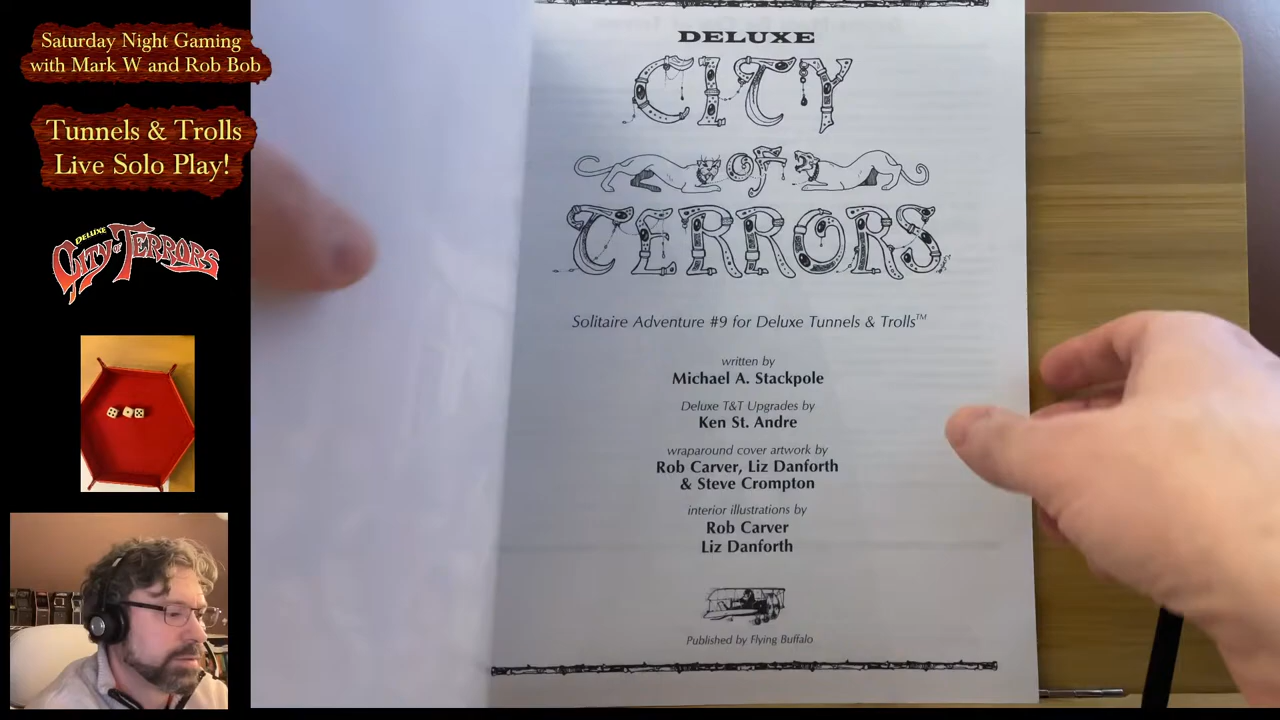 Saturday Night Gaming
with Mark W and Rob Bob
Tunnels & Trolls
Live Solo Play!
DELUXE
CITY OF TERRORS
DELUXE
CITY
OF
TERRORS
Solitaire Adventure #9 for Deluxe Tunnels & Trolls™
written by
Michael A. Stackpole
Deluxe T&T Upgrades by
Ken St. Andre
wraparound cover artwork by
Rob Carver, Liz Danforth
& Steve Crompton
interior illustrations by
Rob Carver
Liz Danforth
Published by Flying Buffalo